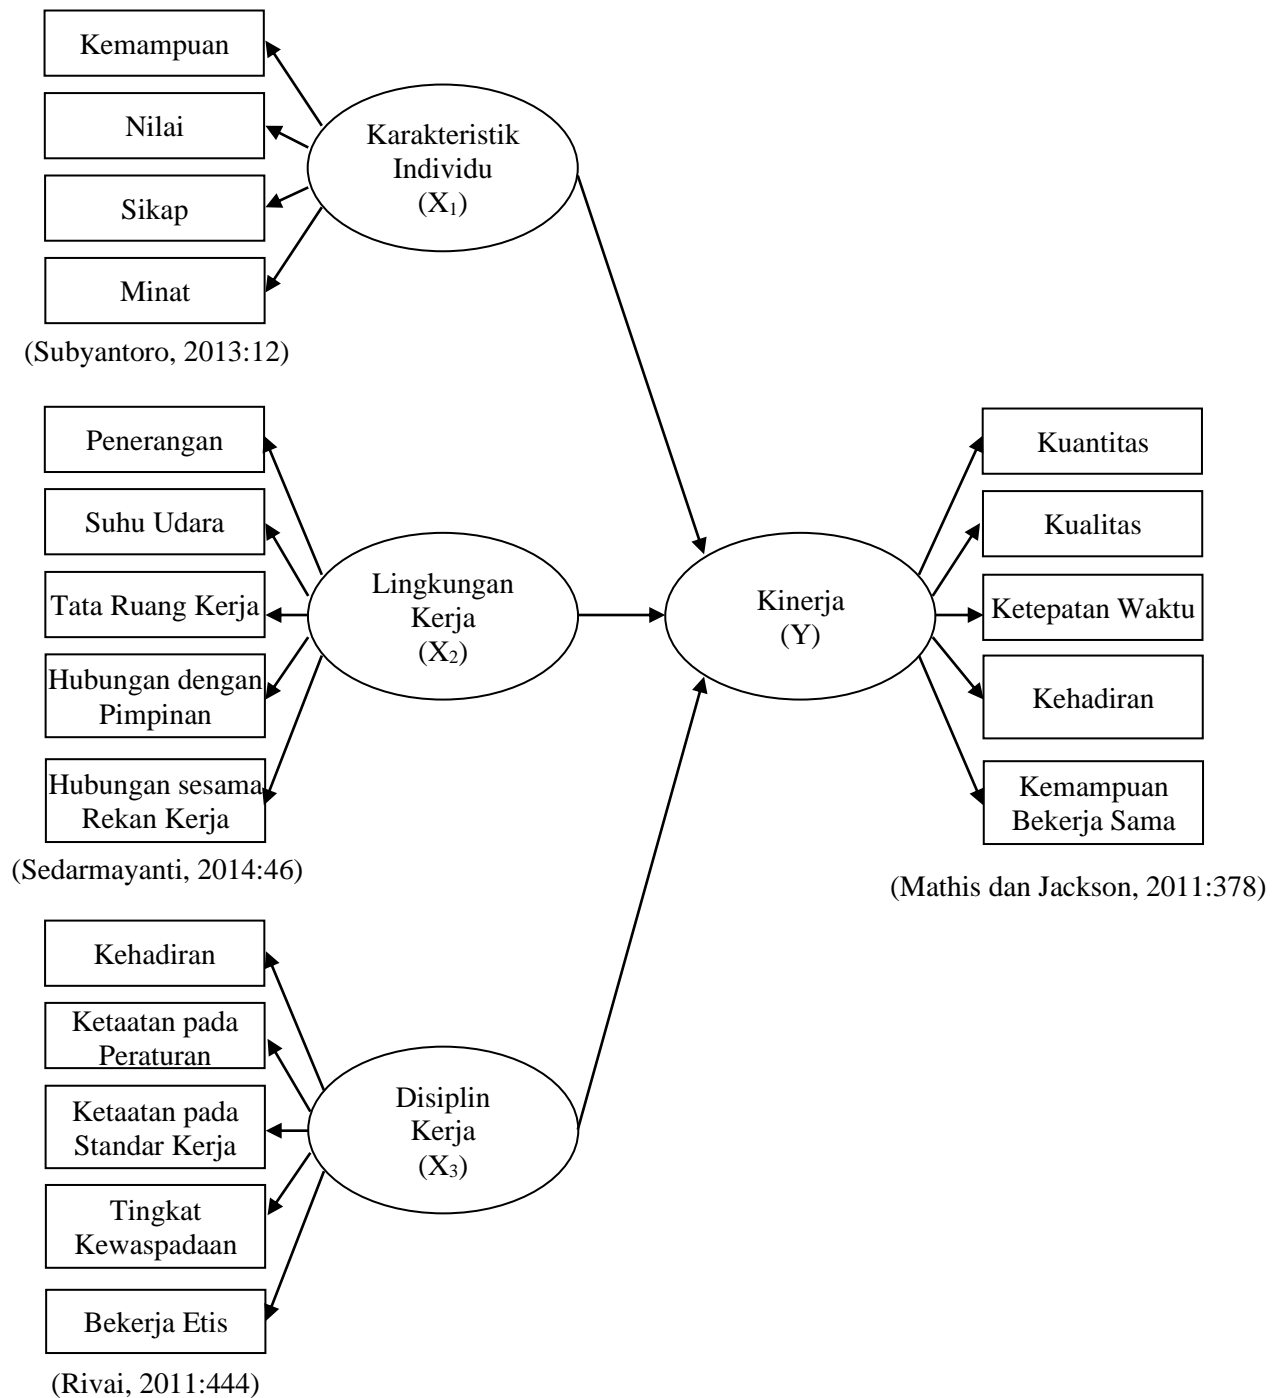 Kemampuan
Nilai
Sikap
Minat
(Subyantoro, 2013:12)
Karakteristik
Individu
(X₁)
Penerangan
Suhu Udara
Tata Ruang Kerja
Hubungan dengan
Pimpinan
Hubungan sesama
Rekan Kerja
(Sedarmayanti, 2014:46)
Lingkungan
Kerja
(X₂)
Kehadiran
Ketaatan pada
Peraturan
Ketaatan pada
Standar Kerja
Tingkat
Kewaspadaan
Bekerja Etis
(Rivai, 2011:444)
Disiplin
Kerja
(X₃)
Kinerja
(Y)
Kuantitas
Kualitas
Ketepatan Waktu
Kehadiran
Kemampuan
Bekerja Sama
(Mathis dan Jackson, 2011:378)